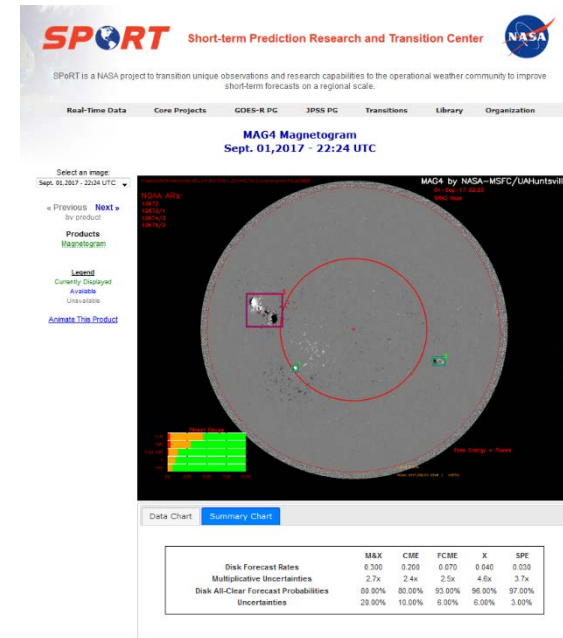 SPoRT
Short-term Prediction Research and Transition Center
NASA
SPoRT is a NASA project to transition unique observations and research capabilities to the operational weather community to improve
short-term forecasts on a regional scale.
Real-Time Data Core Projects GOES-R PG JPSS PG Transitions Library Organization
MAG4 Magnetogram
Sept. 01,2017 - 22:24 UTC
Select an image:
Sept. 01,2017 - 22:24 UTC
« Previous Next »
by product
Products
Magnetogram
Legend
Currently Displayed
Available
Unavailable
Animate This Product
MAG4 by NASA-MSFC/UAHuntsvill
NOAA ARs:
Free Energy + Flares
Threat Gauge
Data Chart Summary Chart
M&X CME FCME X SPE
Disk Forecast Rates 0.300 0.200 0.070 0.040 0.030
Multiplicative Uncertainties 2.7x 2.4x 2.5x 4.6x 3.7x
Disk All-Clear Forecast Probabilities 80.00% 80.00% 93.00% 96.00% 97.00%
Uncertainties 20.00% 10.00% 6.00% 6.00% 3.00%